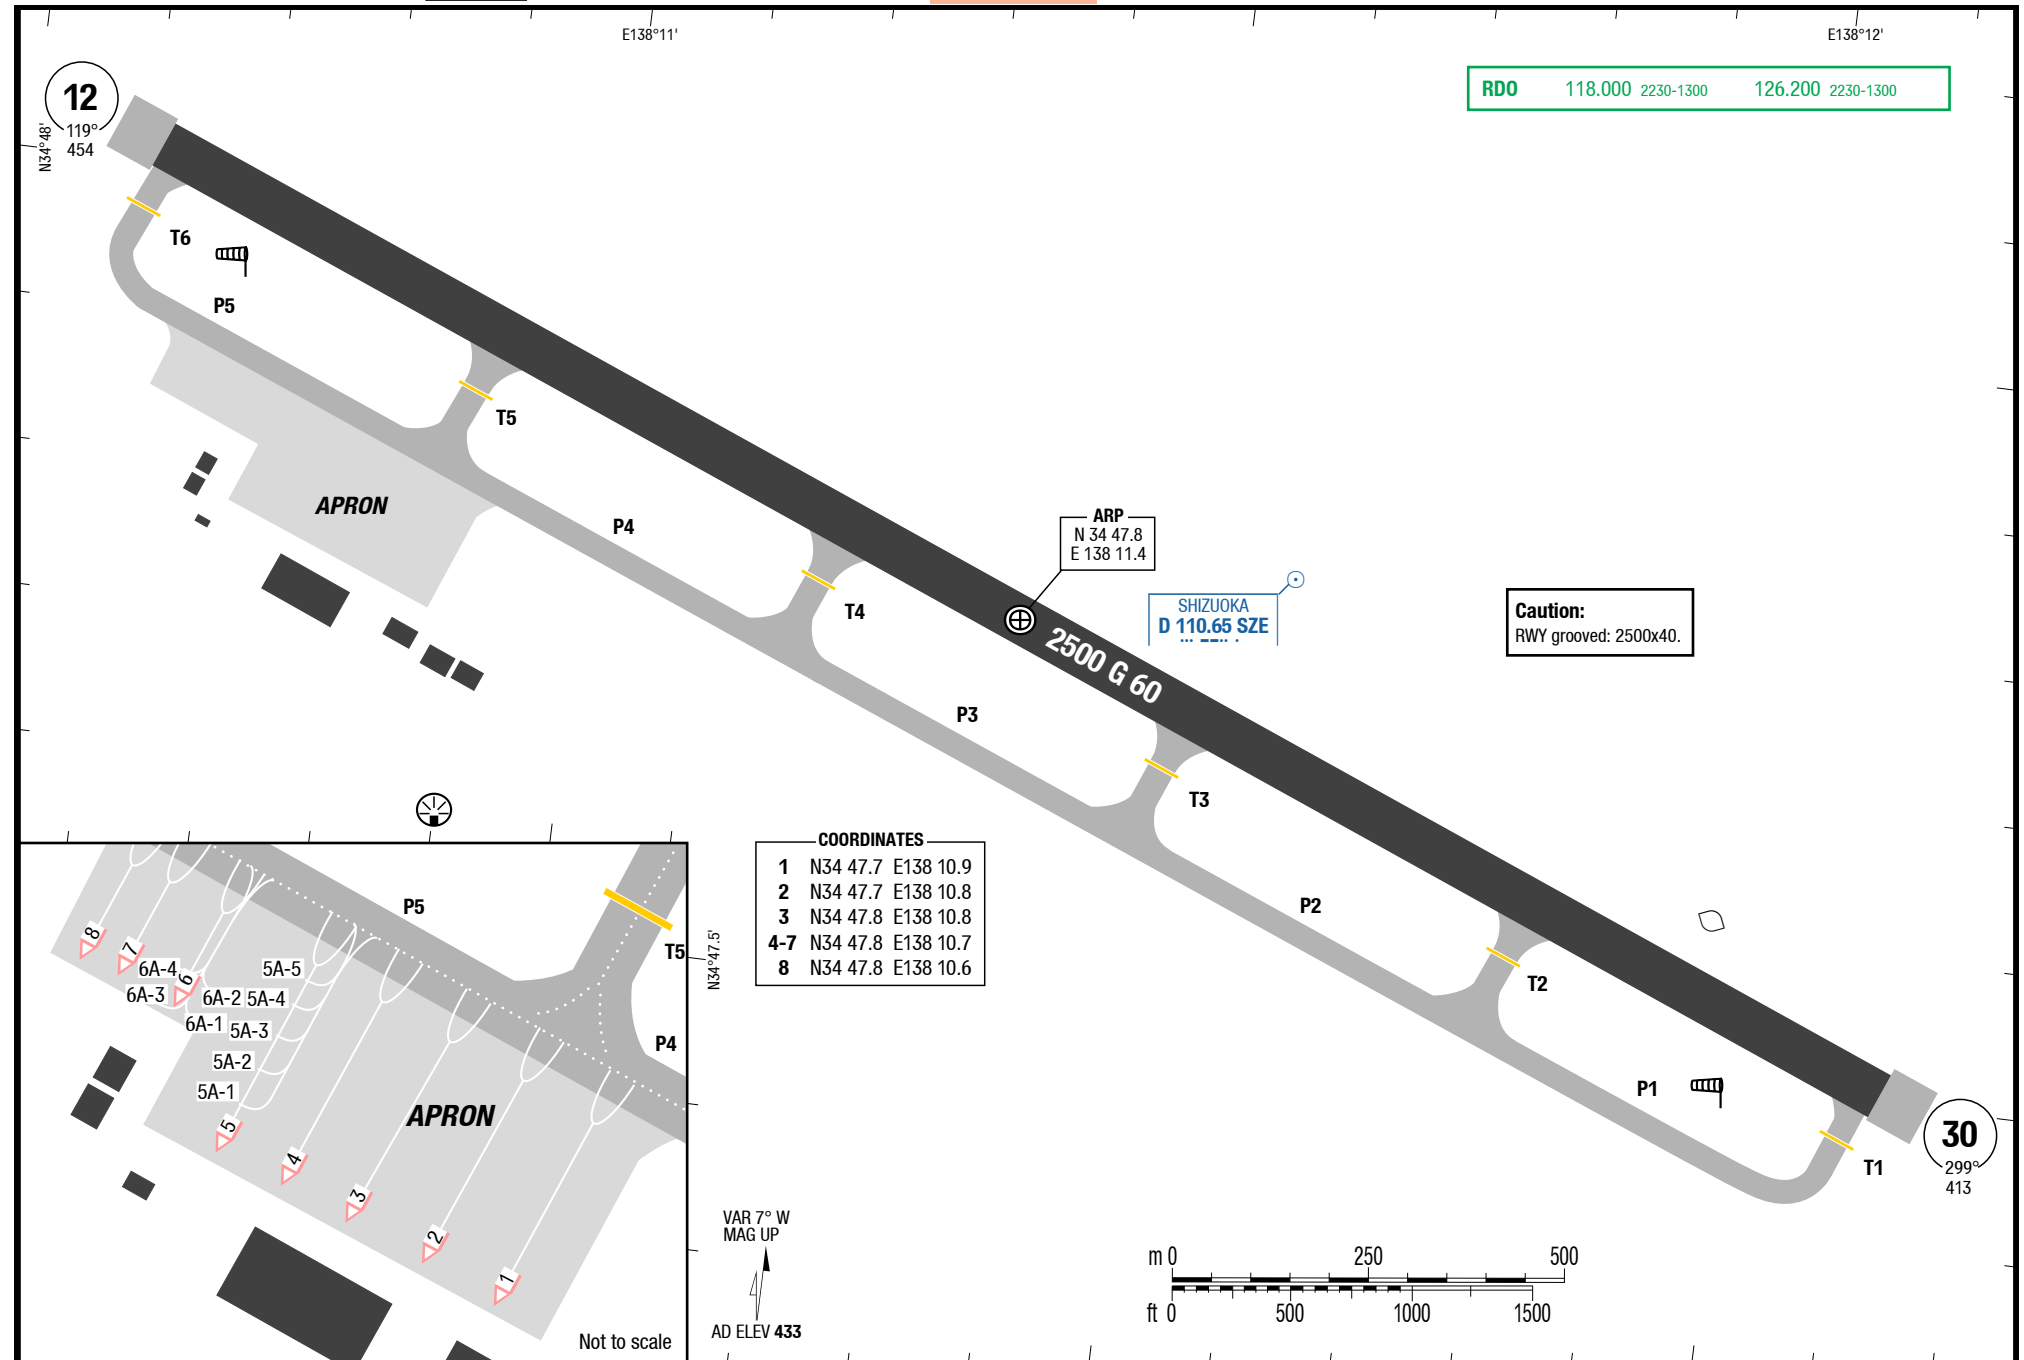 E138°11'
E138°12'
12
119°
454
N34°48'
RDO 118.000 2230-1300 126.200 2230-1300
T6
P5
T5
APRON
P4
ARP
N 34 47.8
E 138 11.4
SHIZUOKA
D 110.65 SZE
Caution:
RWY grooved: 2500x40.
T4
2500 G 60
P3
T3
P2
T2
P1
T1
30
299°
413
COORDINATES
1 N34 47.7 E138 10.9
2 N34 47.7 E138 10.8
3 N34 47.8 E138 10.8
4-7 N34 47.8 E138 10.7
8 N34 47.8 E138 10.6
P5
T5
N34°47.5'
8
7
6A-4
6
5A-5
6A-3
6A-2
5A-4
6A-1
5A-3
5A-2
5A-1
P4
APRON
5
4
3
2
1
Not to scale
VAR 7° W
MAG UP
AD ELEV 433
m 0 250 500
ft 0 500 1000 1500